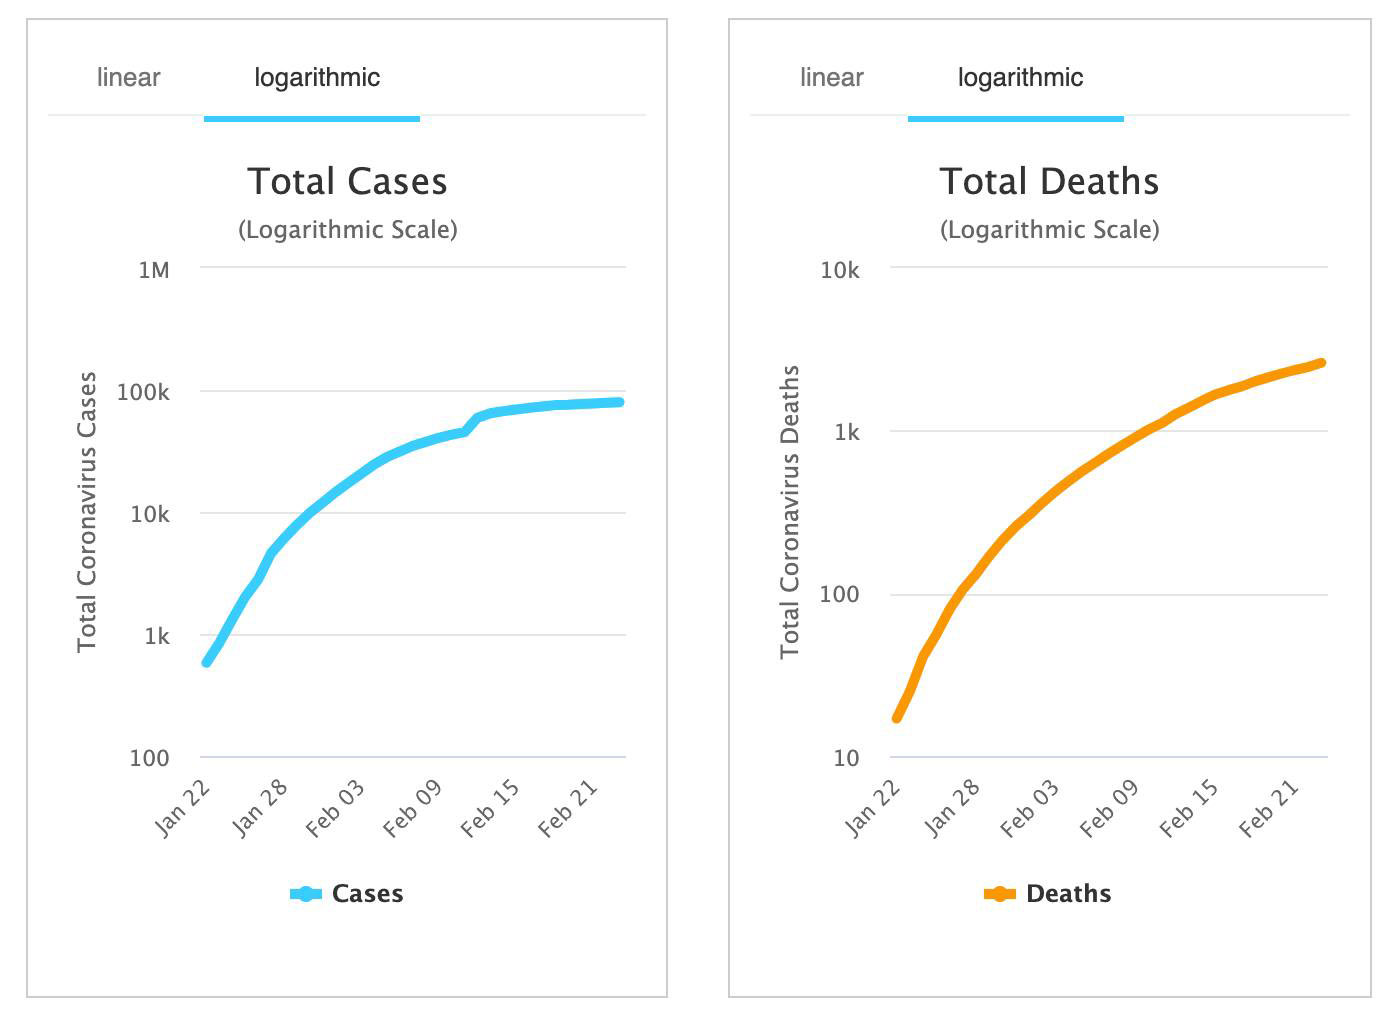 linear
logarithmic
Total Cases
(Logarithmic Scale)
Total Coronavirus Cases
1M
100k
10k
1k
100
Jan 22
Jan 28
Feb 03
Feb 09
Feb 15
Feb 21
Cases
linear
logarithmic
Total Deaths
(Logarithmic Scale)
Total Coronavirus Deaths
10k
1k
100
10
Jan 22
Jan 28
Feb 03
Feb 09
Feb 15
Feb 21
Deaths